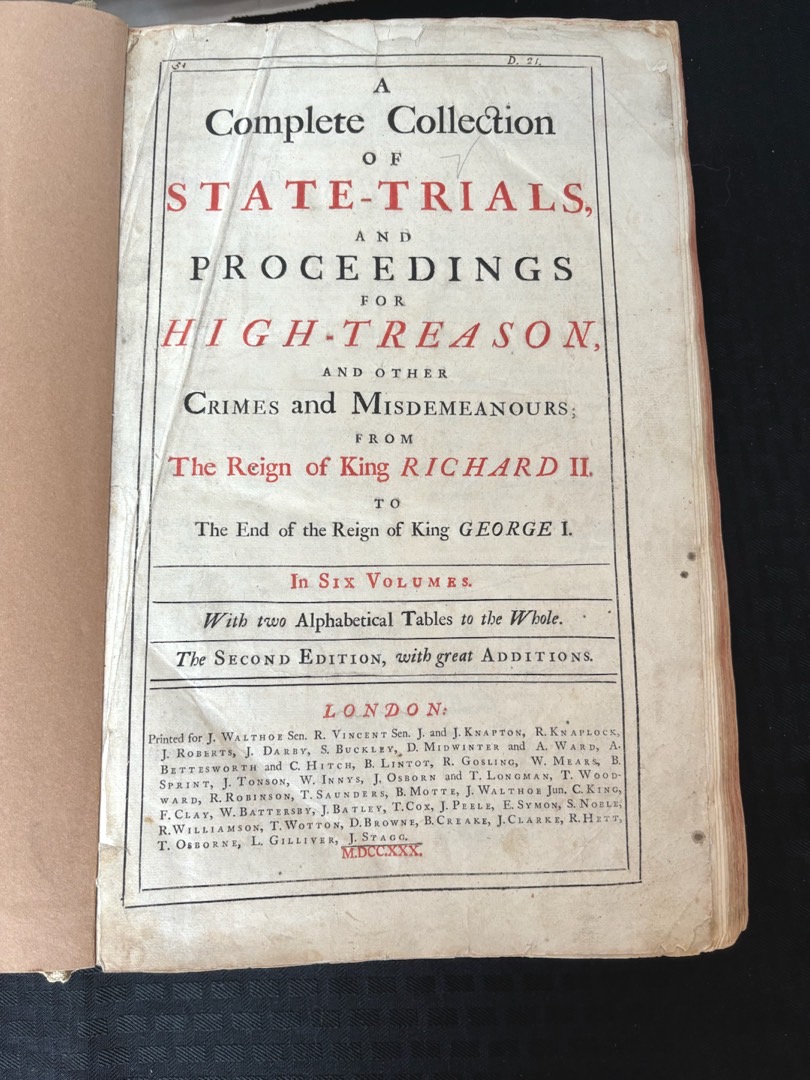 D. 21.
A
Complete Collection
OF
STATE-TRIALS,
AND
PROCEEDINGS
FOR
HIGH-TREASON,
AND OTHER
CRIMES and MISDEMEANOURS;
FROM
The Reign of King RICHARD II.
TO
The End of the Reign of King GEORGE I.
In SIX VOLUMES.
With two Alphabetical Tables to the Whole.
The SECOND EDITION, with great ADDITIONS.
LONDON:
Printed for J. WALTHOE Sen. R. VINCENT Sen. J. and J. KNAPTON, R. KNAPLOCK,
J. ROBERTS, J. DARBY, S. BUCKLEY, D. MIDWINTER and A. WARD, A.
BETTESWORTH and C. HITCH, B. LINTOT, R. GOSLING, W. MEARS, B.
SPRINT, J. TONSON, W. INNYS, J. OSBORN and T. LONGMAN, T. WOOD-
WARD, R. ROBINSON, T. SAUNDERS, B. MOTTE, J. WALTHOE Jun. C. KING,
F. CLAY, W. BATTERSBY, J. BATLEY, T. COX, J. PEELE, E. SYMON, S. NOBLE,
R. WILLIAMSON, T. WOTTON, D. BROWNE, B. CREAKE, J. CLARKE, R. HETT,
T. OSBORNE, L. GILLIVER, J. STAGG.
M.DCC.XXX.